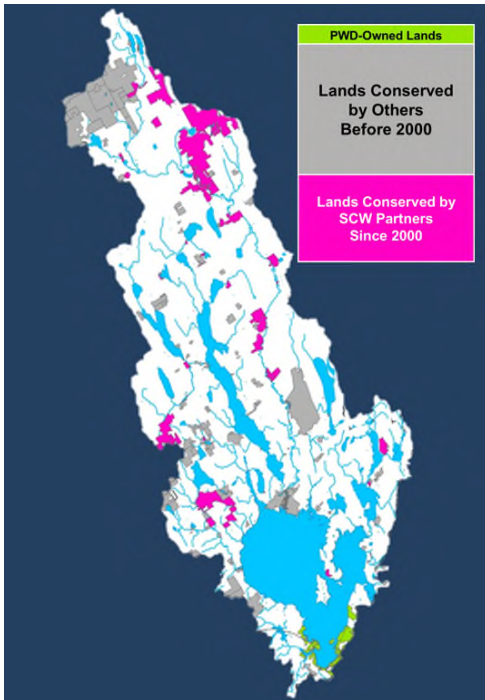 PWD-Owned Lands
Lands Conserved
by Others
Before 2000
Lands Conserved by
SCW Partners
Since 2000